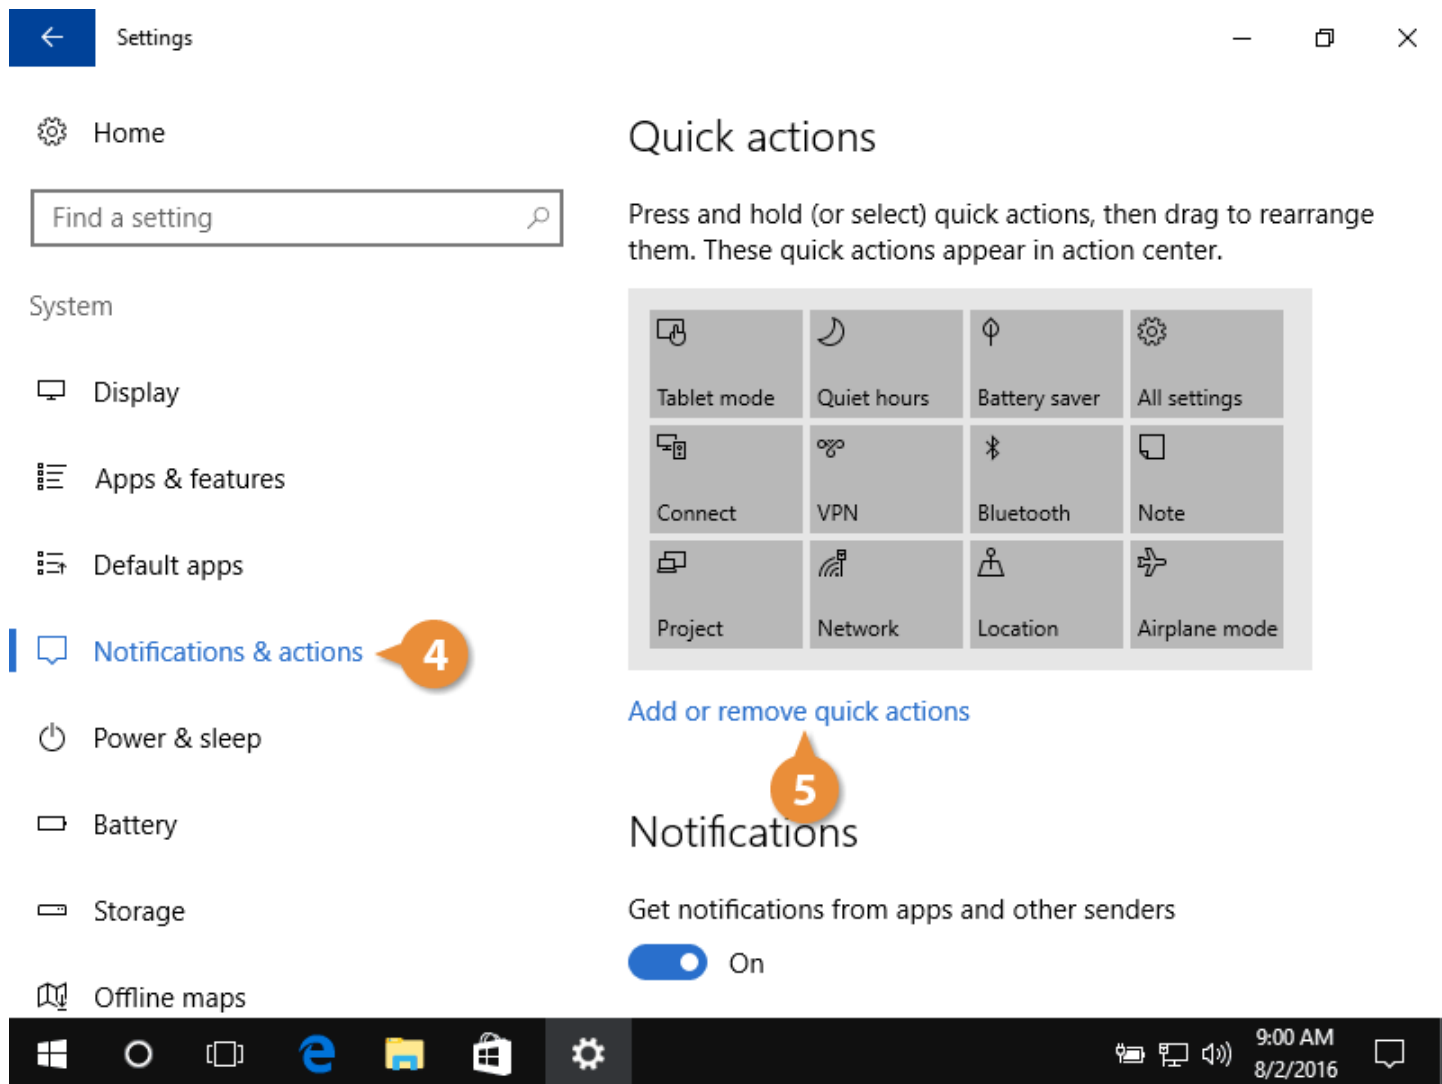 Settings
Home
Find a setting
System
Display
Apps & features
Default apps
Notifications & actions
4
Power & sleep
Battery
Storage
Offline maps
Quick actions
Press and hold (or select) quick actions, then drag to rearrange
them. These quick actions appear in action center.
Tablet mode
Quiet hours
Battery saver
All settings
Connect
VPN
Bluetooth
Note
Project
Network
Location
Airplane mode
Add or remove quick actions
5
Notifications
Get notifications from apps and other senders
On
9:00 AM
8/2/2016